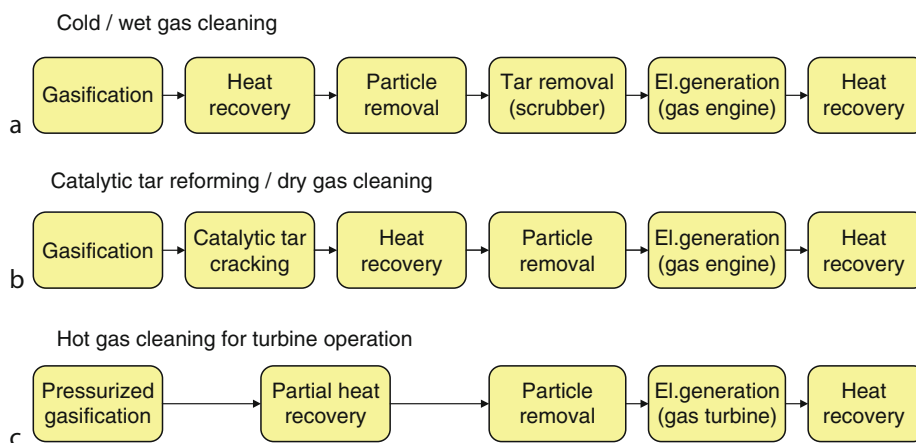 Cold / wet gas cleaning
Gasification
Heat
recovery
Particle
removal
Tar removal
(scrubber)
El.generation
(gas engine)
Heat
recovery
a
Catalytic tar reforming / dry gas cleaning
Gasification
Catalytic tar
cracking
Heat
recovery
Particle
removal
El.generation
(gas engine)
Heat
recovery
b
Hot gas cleaning for turbine operation
Pressurized
gasification
Partial heat
recovery
Particle
removal
El.generation
(gas turbine)
Heat
recovery
c